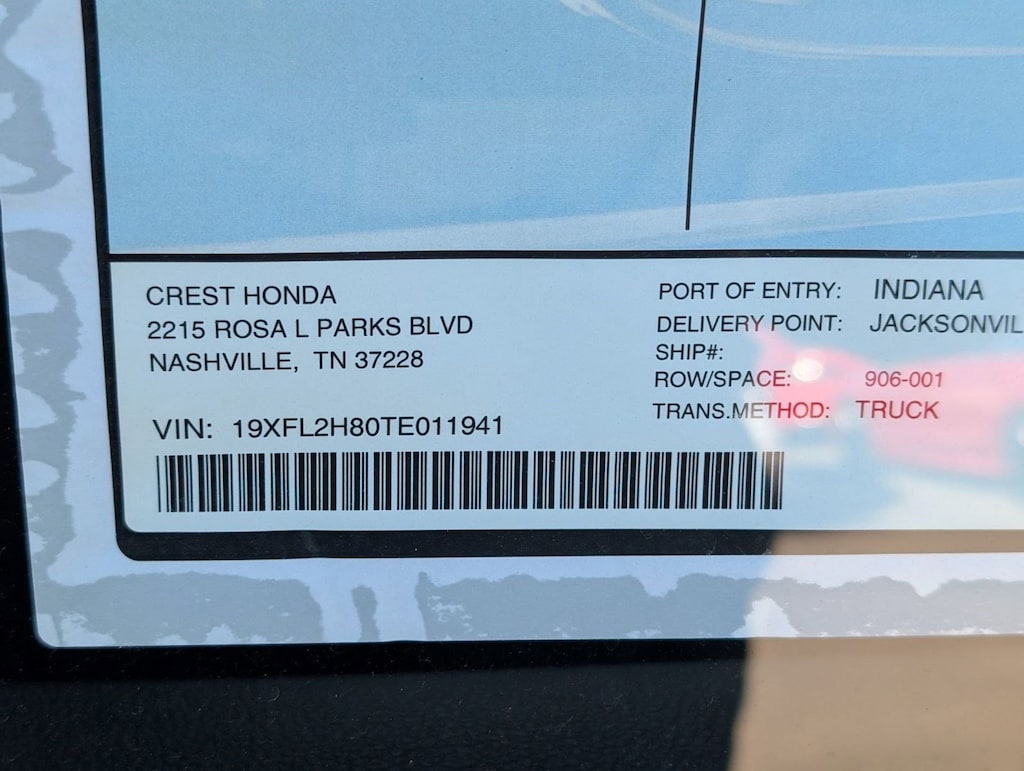 CREST HONDA
2215 ROSA L PARKS BLVD
NASHVILLE, TN 37228
VIN: 19XFL2H80TE011941
PORT OF ENTRY: INDIANA
DELIVERY POINT: JACKSONVIL
SHIP#:
ROW/SPACE: 906-001
TRANS.METHOD: TRUCK